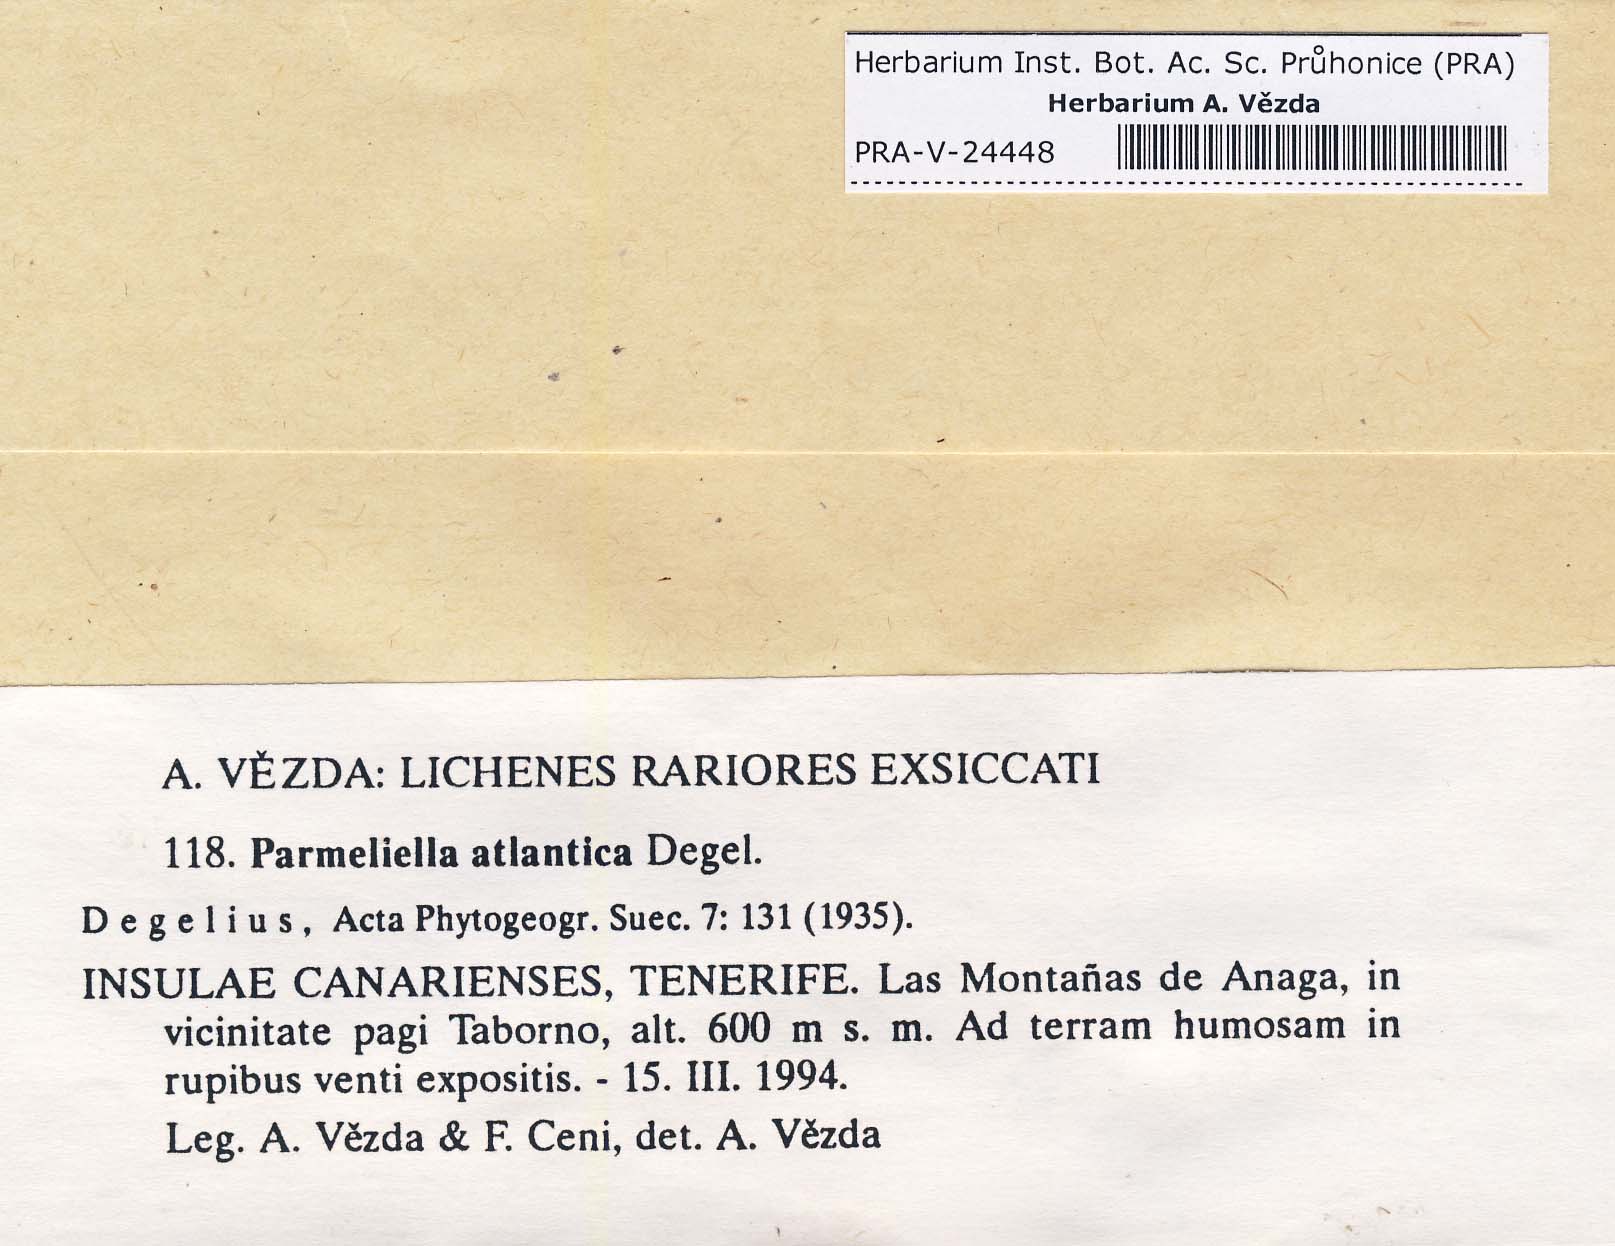 Herbarium Inst. Bot. Ac. Sc. Průhonice (PRA)
Herbarium A. Vězda
PRA-V-24448
A. VĚZDA: LICHENES RARIORES EXSICCATI
118. Parmeliella atlantica Degel.
Degelius, Acta Phytogeogr. Suec. 7: 131 (1935).
INSULAE CANARIENSES, TENERIFE. Las Montañas de Anaga, in
vicinitate pagi Taborno, alt. 600 m s. m. Ad terram humosam in
rupibus venti expositis. - 15. III. 1994.
Leg. A. Vězda & F. Ceni, det. A. Vězda